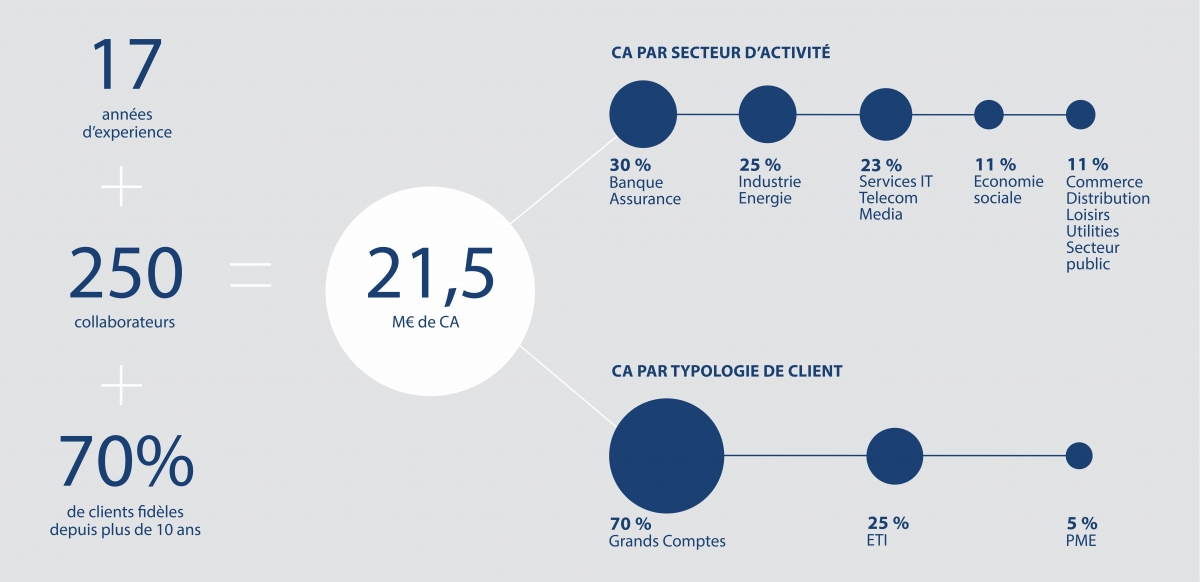 17
années
d'experience
250
collaborateurs
70%
de clients fidèles
depuis plus de 10 ans
21,5
M€ de CA
CA PAR SECTEUR D'ACTIVITÉ
30 %
Banque
Assurance
25 %
Industrie
Energie
23 %
Services IT
Telecom
Media
11 %
Economie
sociale
11 %
Commerce
Distribution
Loisirs
Utilities
Secteur
public
CA PAR TYPOLOGIE DE CLIENT
70 %
Grands Comptes
25 %
ETI
5 %
PME